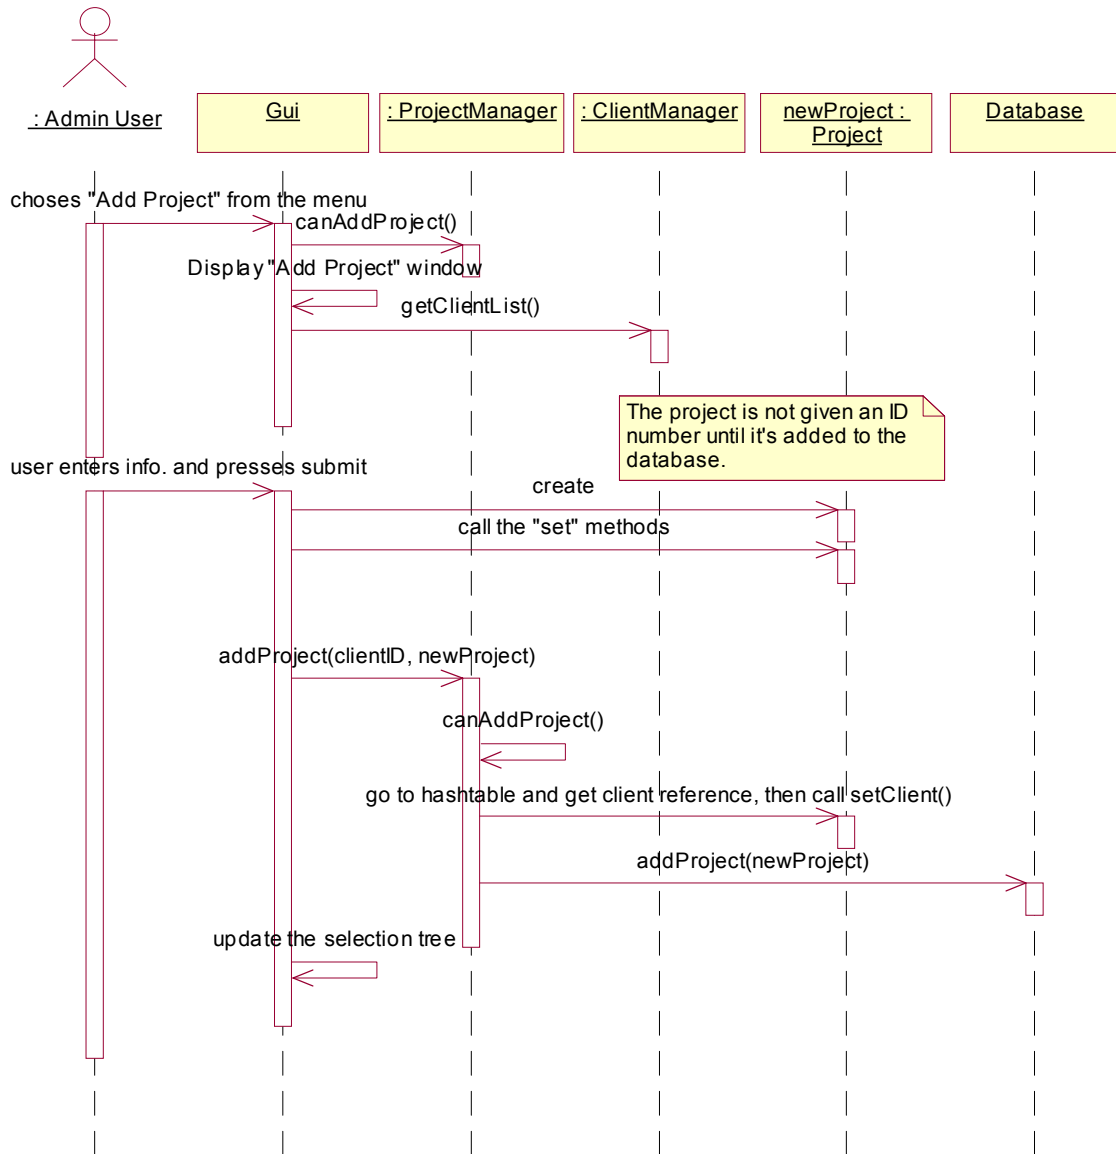 : Admin User
Gui
: ProjectManager
: ClientManager
newProject :
Project
Database
choses "Add Project" from the menu
canAddProject()
Display "Add Project" window
getClientList()
The project is not given an ID
number until it's added to the
database.
user enters info. and presses submit
create
call the "set" methods
addProject(clientID, newProject)
canAddProject()
go to hashtable and get client reference, then call setClient()
addProject(newProject)
update the selection tree